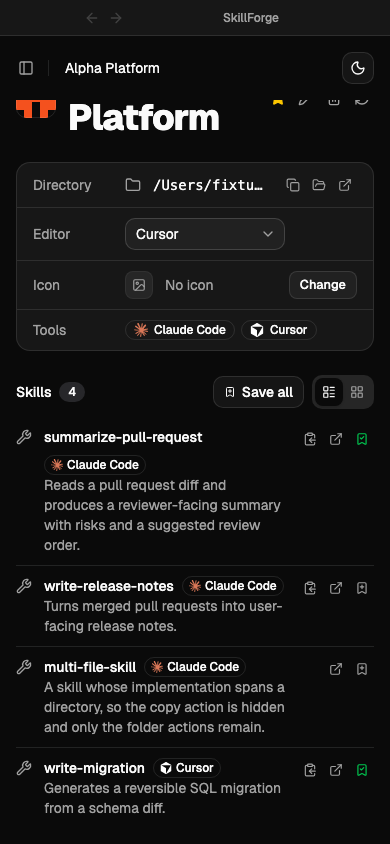 SkillForge
Alpha Platform
Platform
Directory /Users/fixtu…
Editor Cursor
Icon No icon Change
Tools Claude Code Cursor
Skills 4 Save all
summarize-pull-request
Claude Code
Reads a pull request diff and
produces a reviewer-facing summary
with risks and a suggested review
order.
write-release-notes Claude Code
Turns merged pull requests into user-
facing release notes.
multi-file-skill Claude Code
A skill whose implementation spans a
directory, so the copy action is hidden
and only the folder actions remain.
write-migration Cursor
Generates a reversible SQL migration
from a schema diff.